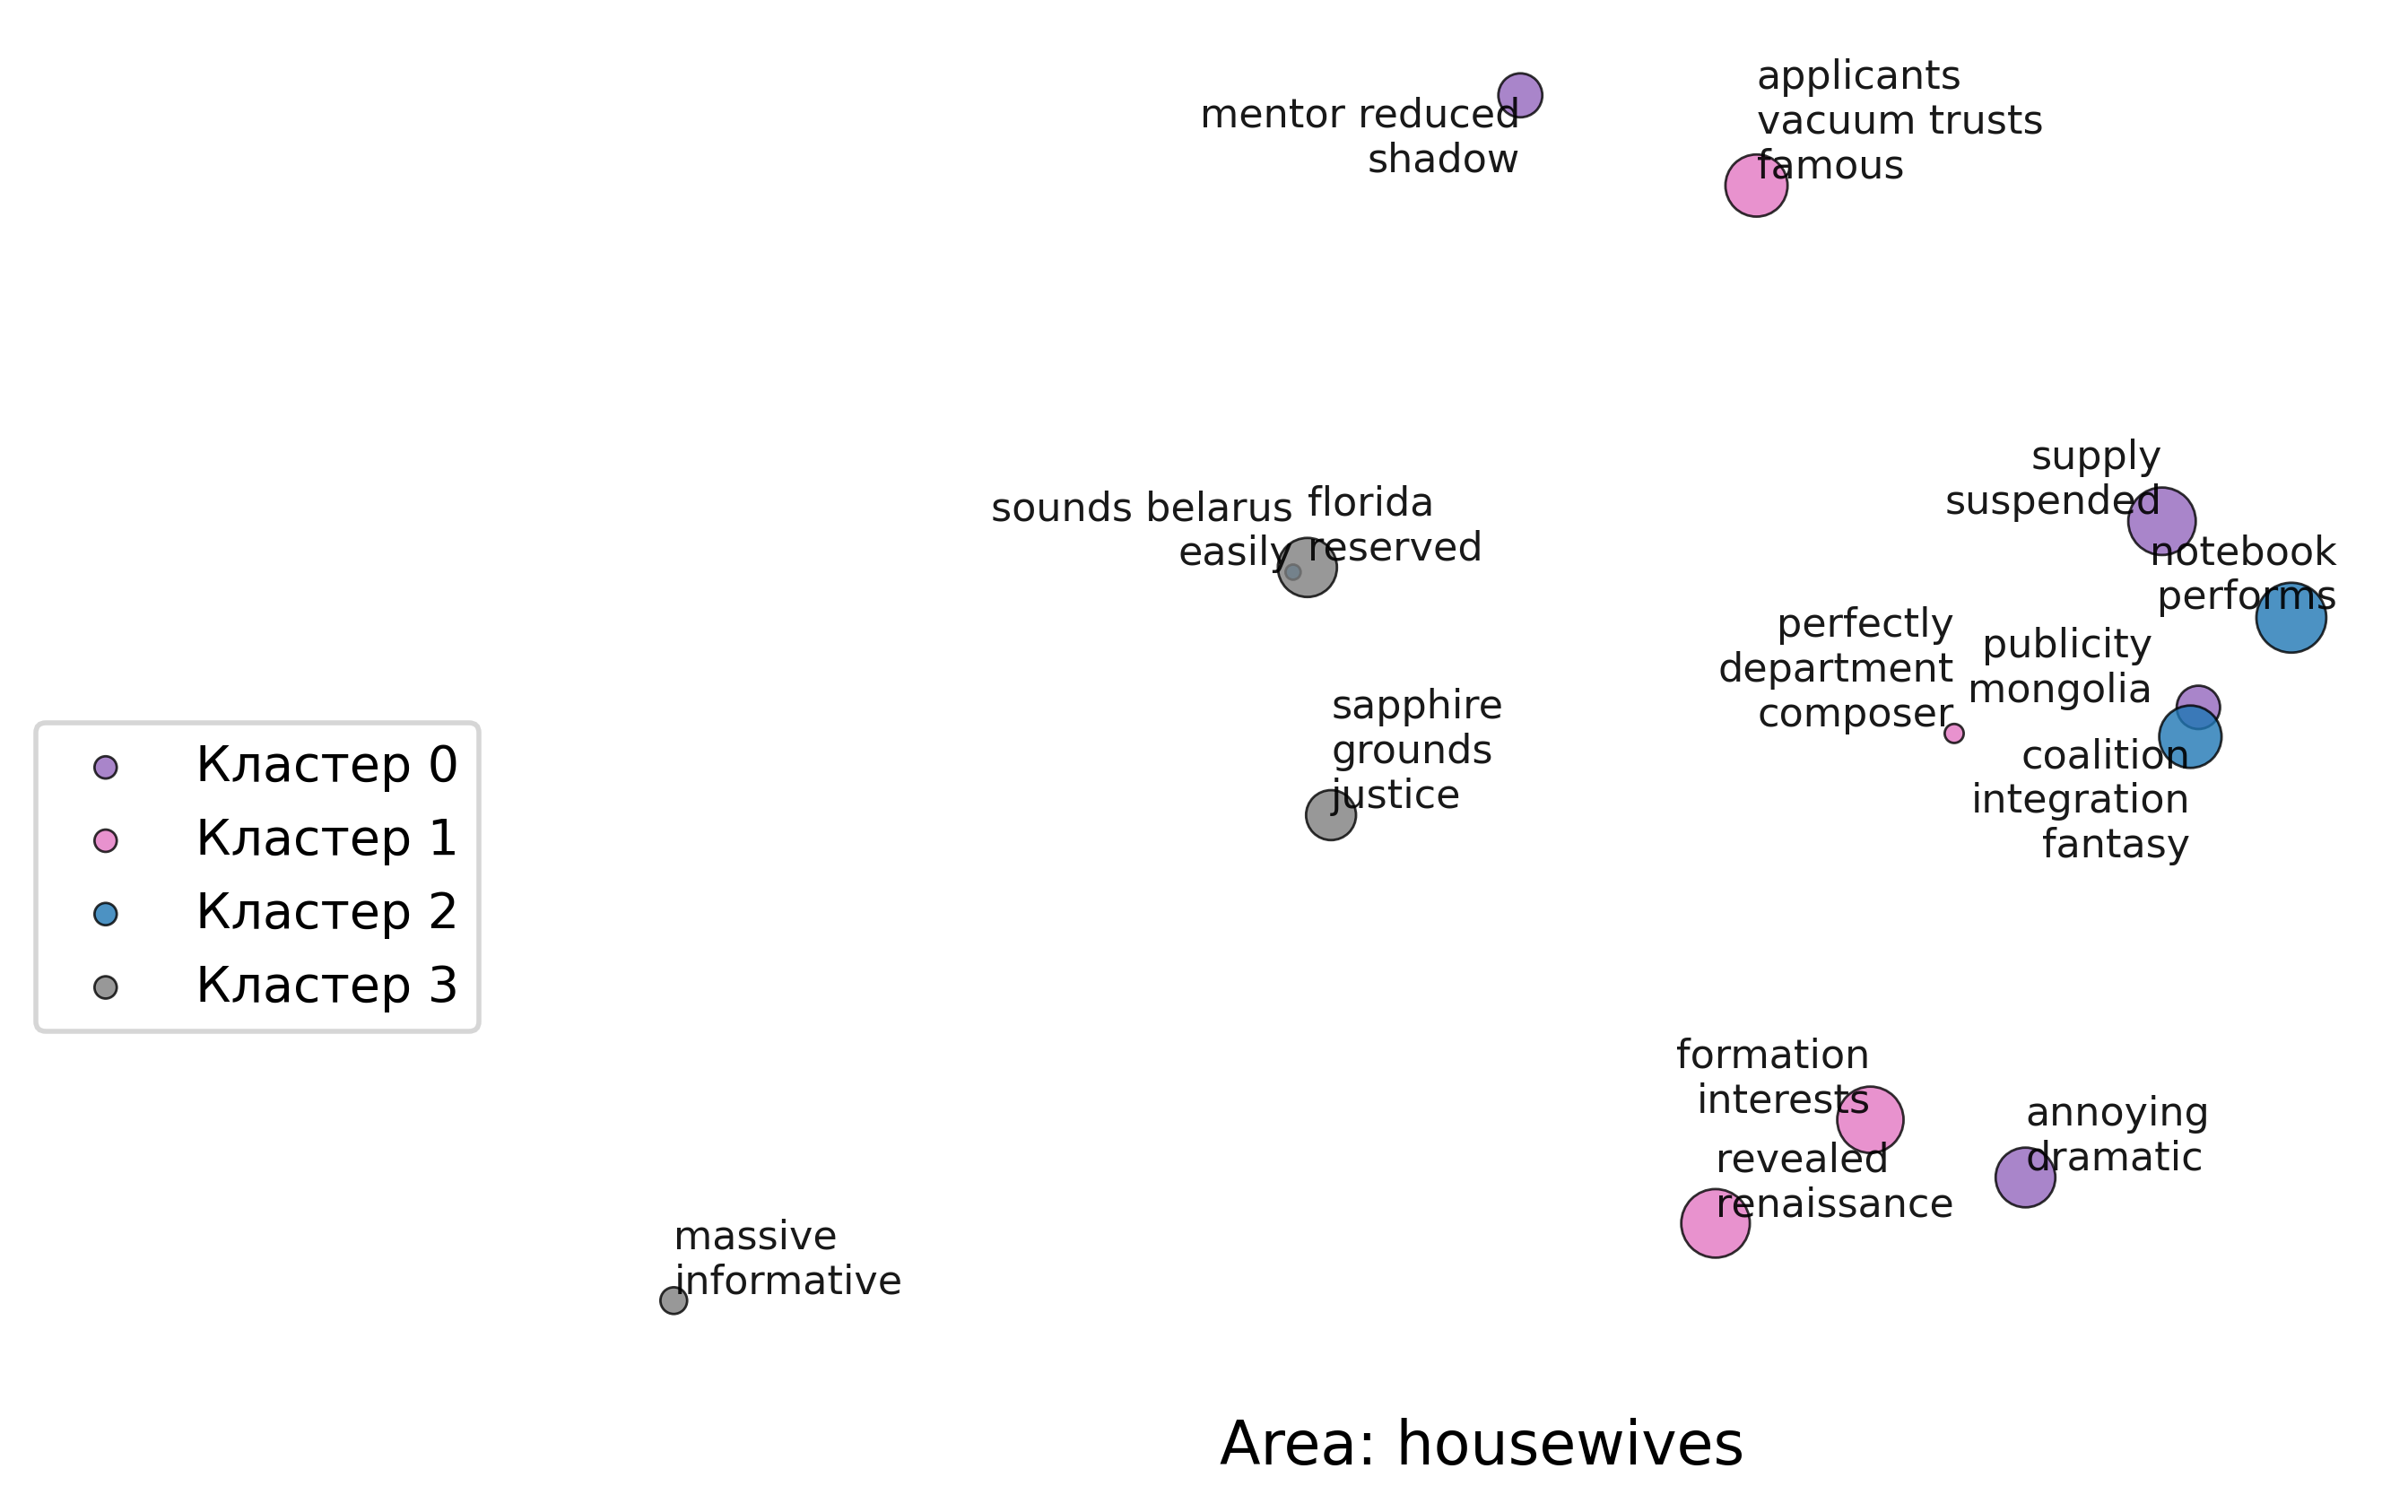 mentor reduced
shadow
applicants
vacuum trusts
famous
supply
suspended
sounds belarus
easily
florida
reserved
notebook
performs
perfectly
department
composer
publicity
mongolia
sapphire
grounds
justice
coalition
integration
fantasy
Кластер 0
Кластер 1
Кластер 2
Кластер 3
formation
interests
annoying
dramatic
revealed
renaissance
massive
informative
Area: housewives